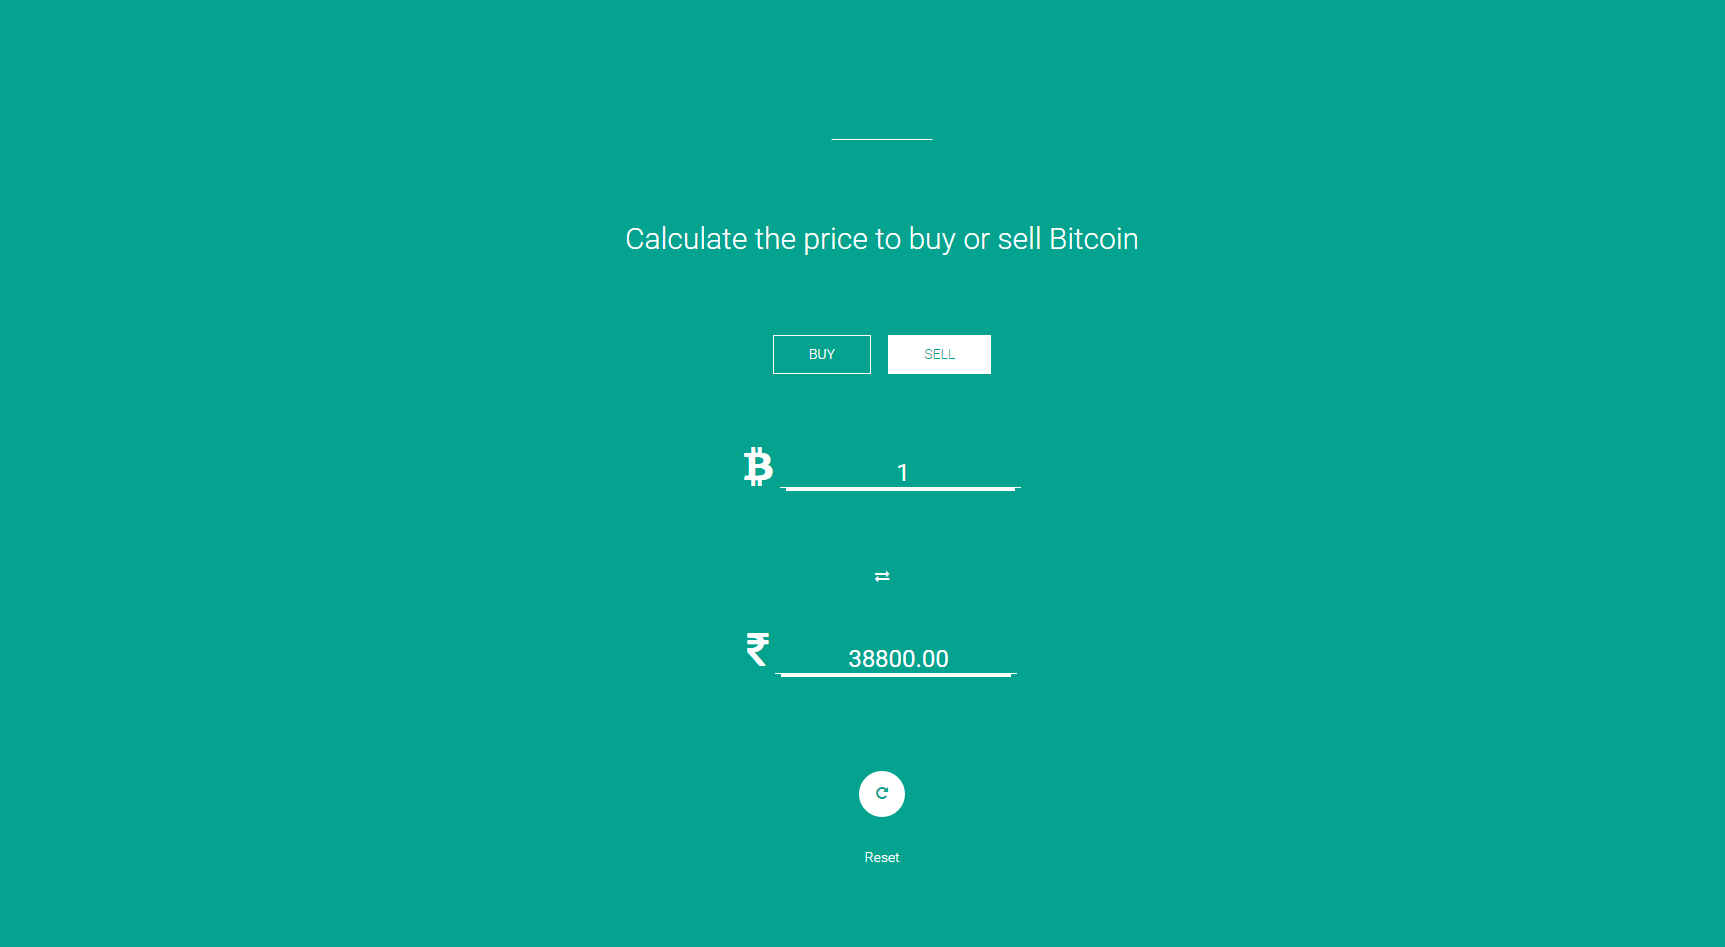 Calculate the price to buy or sell Bitcoin
BUY SELL
₿ 1
₹ 38800.00
Reset